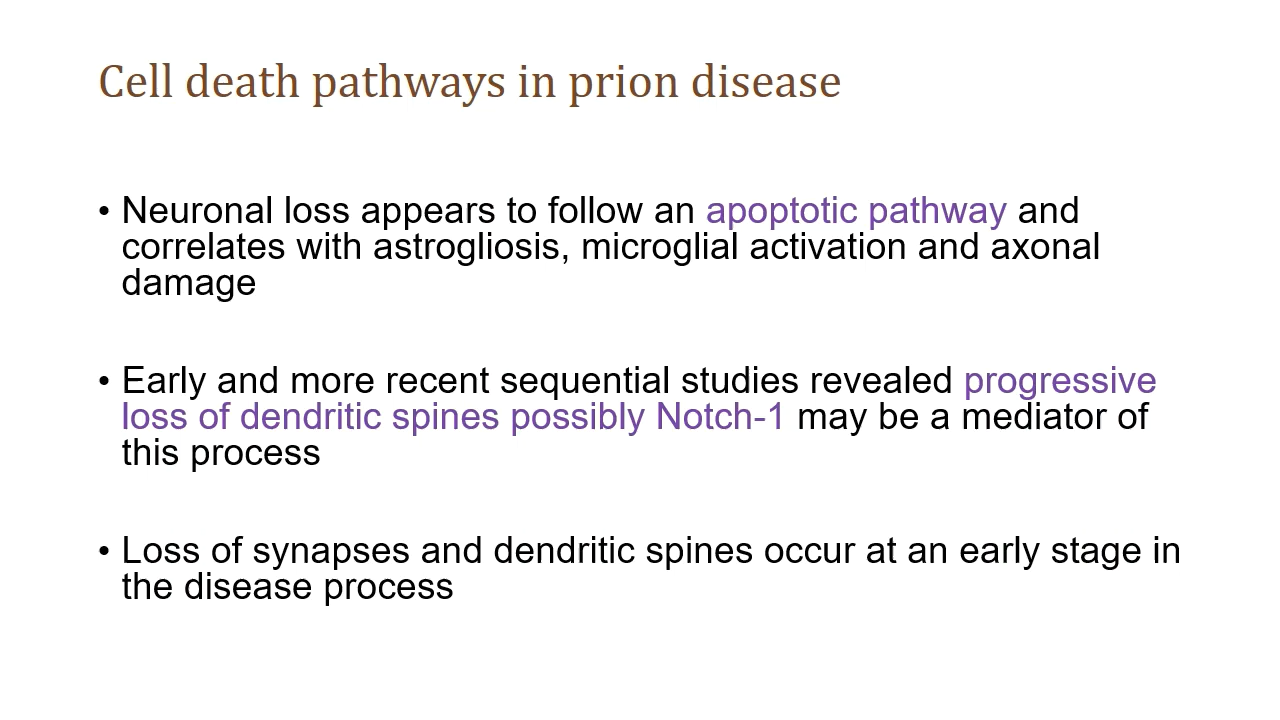 Cell death pathways in prion disease
• Neuronal loss appears to follow an apoptotic pathway and
correlates with astrogliosis, microglial activation and axonal
damage
• Early and more recent sequential studies revealed progressive
loss of dendritic spines possibly Notch-1 may be a mediator of
this process
• Loss of synapses and dendritic spines occur at an early stage in
the disease process